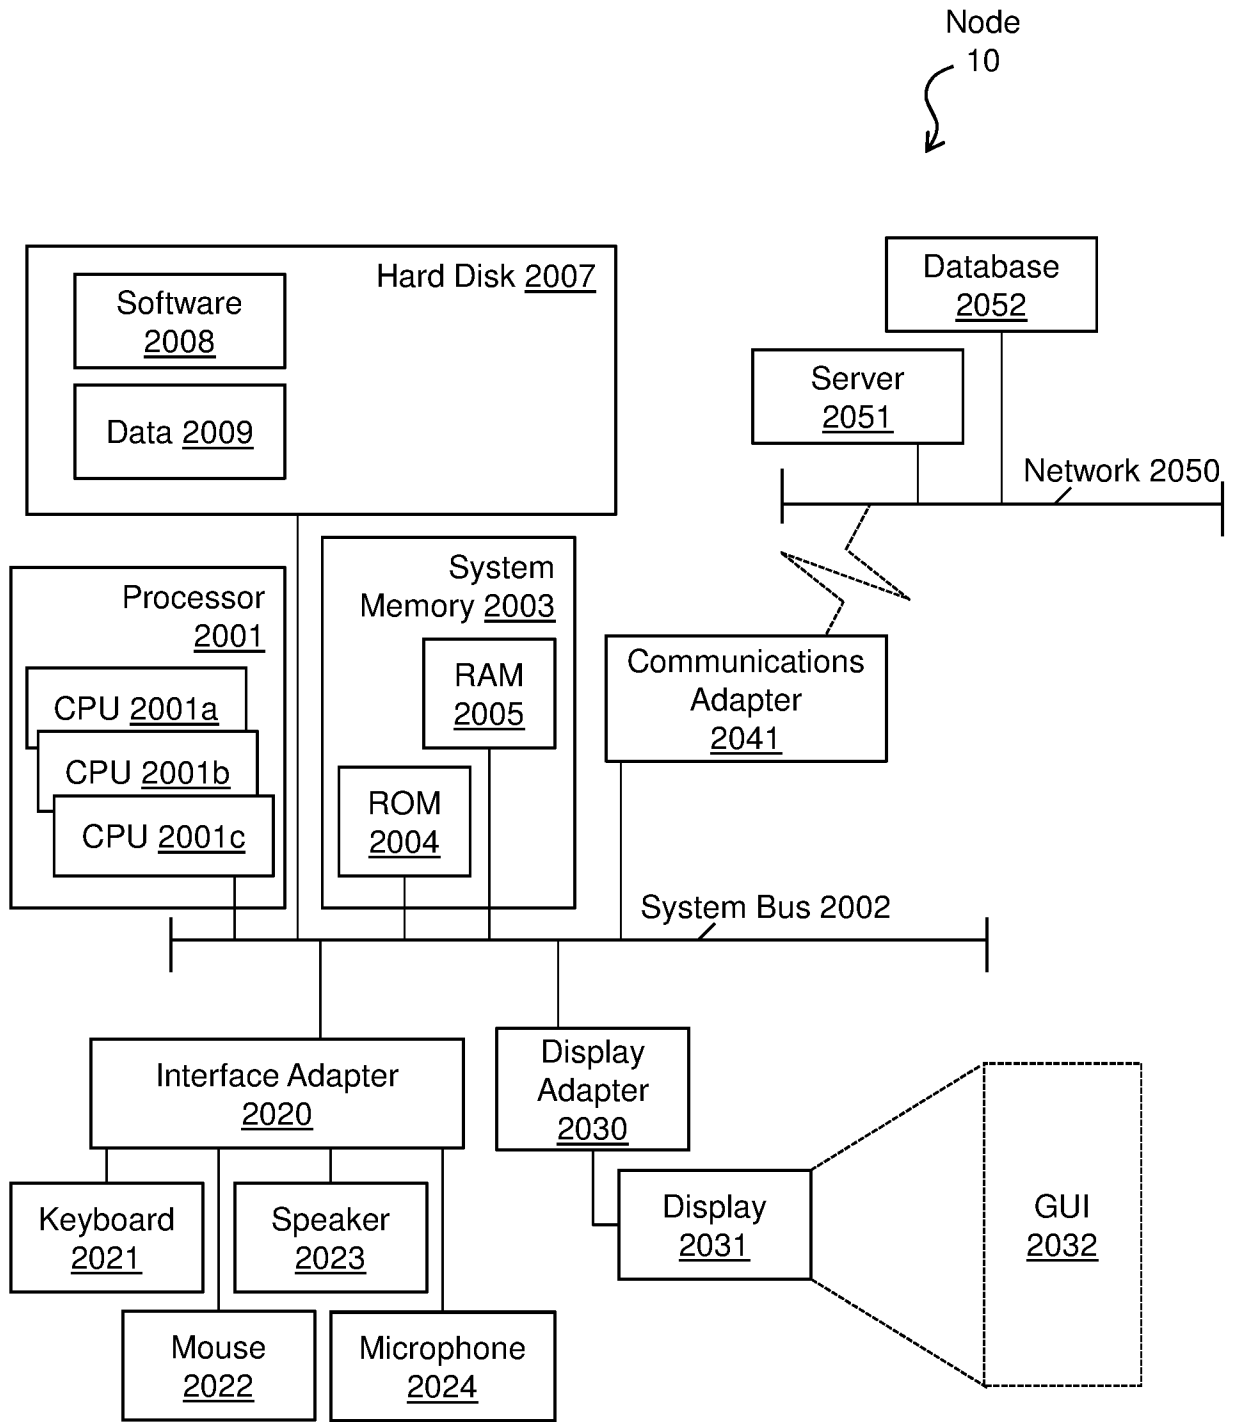 Node
10
Hard Disk 2007
Software
2008
Data 2009
Database
2052
Server
2051
Network 2050
Processor
2001
CPU 2001a
CPU 2001b
CPU 2001c
System
Memory 2003
RAM
2005
ROM
2004
Communications
Adapter
2041
System Bus 2002
Interface Adapter
2020
Display
Adapter
2030
Keyboard
2021
Speaker
2023
Mouse
2022
Microphone
2024
Display
2031
GUI
2032